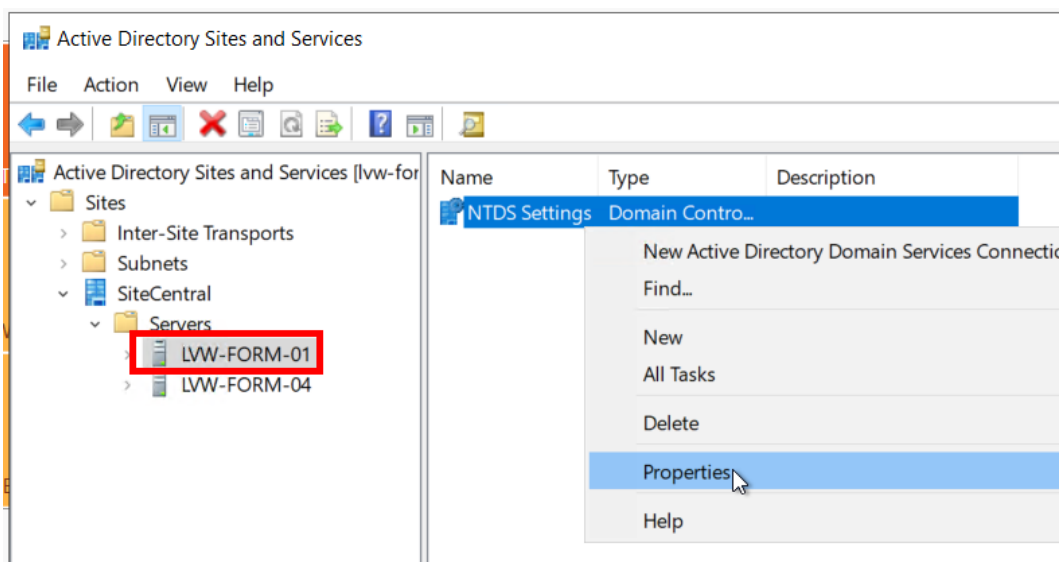 Active Directory Sites and Services
File Action View Help
Active Directory Sites and Services [lvw-for
Sites
Inter-Site Transports
Subnets
SiteCentral
Servers
LVW-FORM-01
LVW-FORM-04
Name Type Description
NTDS Settings Domain Contro...
New Active Directory Domain Services Connectio
Find...
New
All Tasks
Delete
Properties
Help